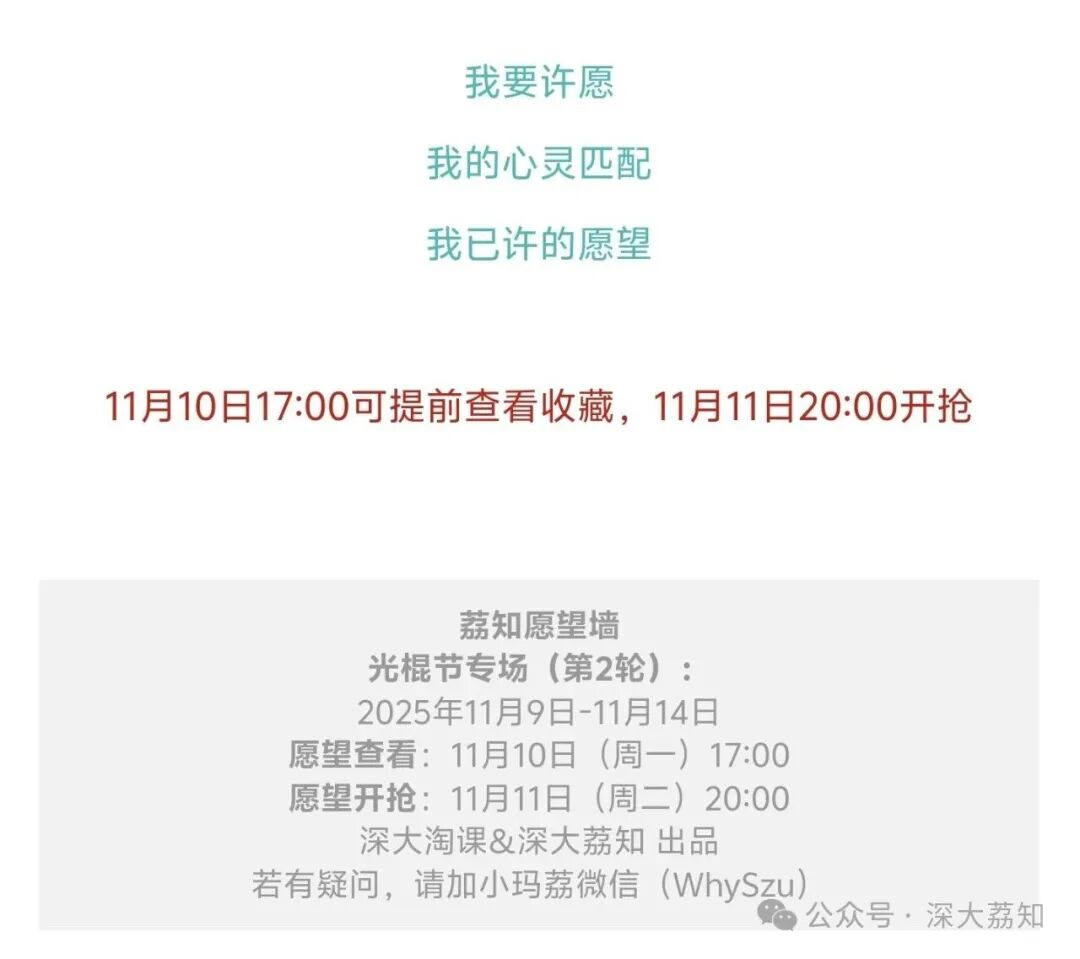 我要许愿
我的心灵匹配
我已许的愿望
11月10日17:00可提前查看收藏，11月11日20:00开抢
荔知愿望墙
光棍节专场（第2轮）：
2025年11月9日-11月14日
愿望查看：11月10日（周一）17:00
愿望开抢：11月11日（周二）20:00
深大淘课&深大荔知 出品
若有疑问，请加小玛荔微信（WhySzu）
公众号 · 深大荔知